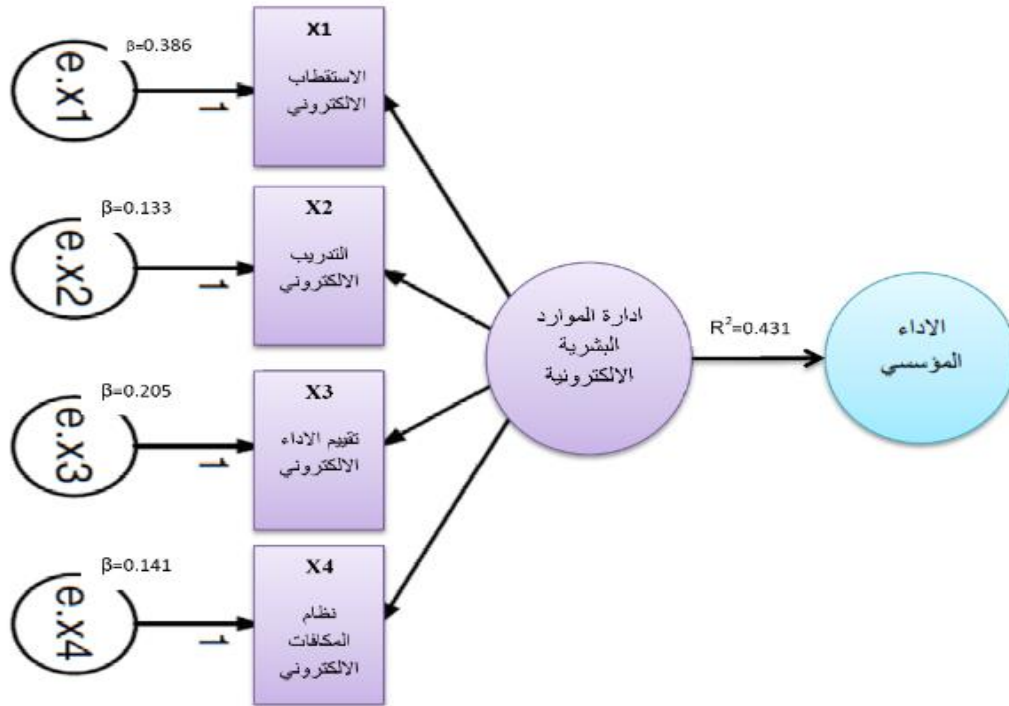 e.x1
β=0.386
1
X1
الاستقطاب
الالكتروني
e.x2
β=0.133
1
X2
التدريب
الالكتروني
e.x3
β=0.205
1
X3
تقييم الاداء
الالكتروني
e.x4
β=0.141
1
X4
نظام
المكافات
الالكتروني
ادارة الموارد
البشرية
الالكترونية
R²=0.431
الاداء
المؤسسي